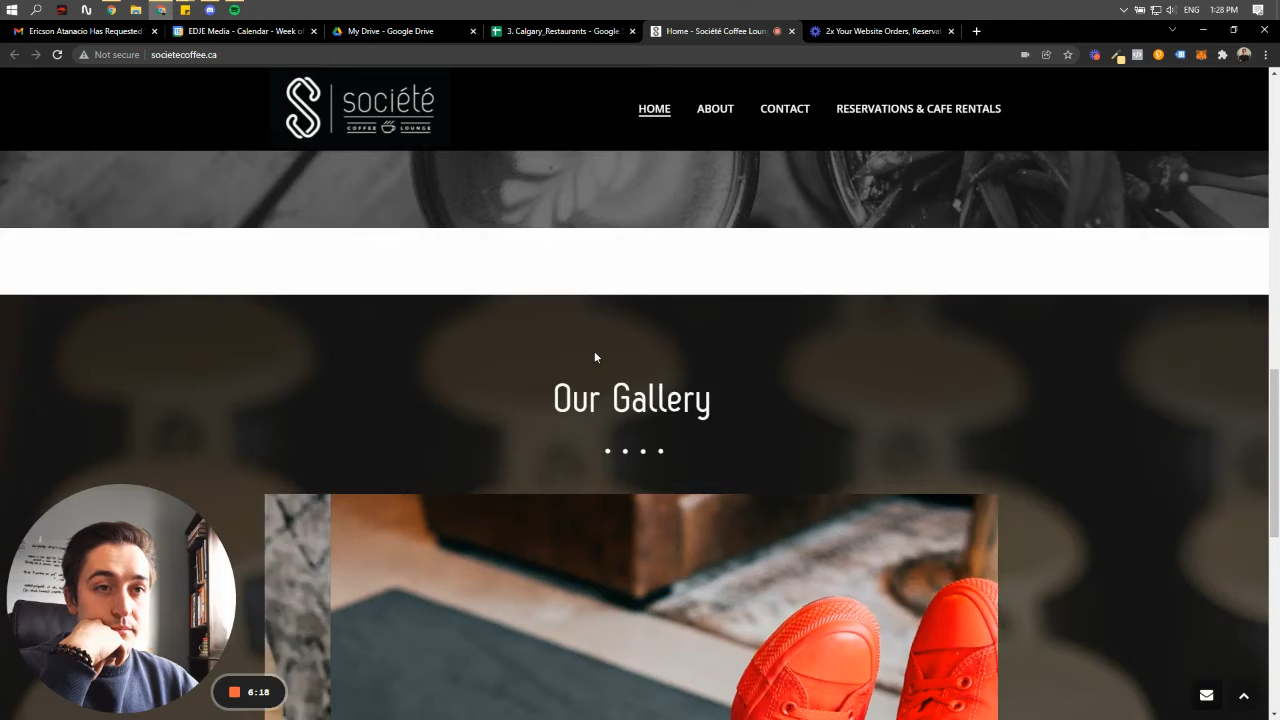 ENG 1:28 PM
Ericson Atanacio Has Requested
EDJE Media - Calendar - Week of
My Drive - Google Drive
3. Calgary_Restaurants - Google
Home - Société Coffee Loun
2x Your Website Orders, Reservat
Not secure societecoffee.ca
S société
COFFEE LOUNGE
HOME ABOUT CONTACT RESERVATIONS & CAFE RENTALS
Our Gallery
6:18